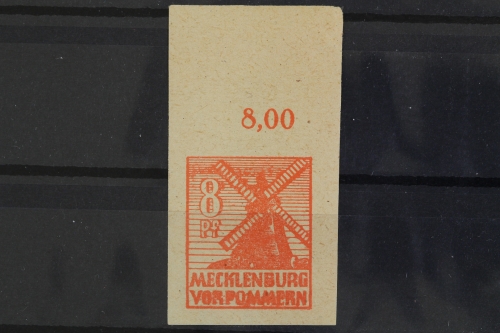 8,00
8
PF
MECKLENBURG
VORPOMMERN